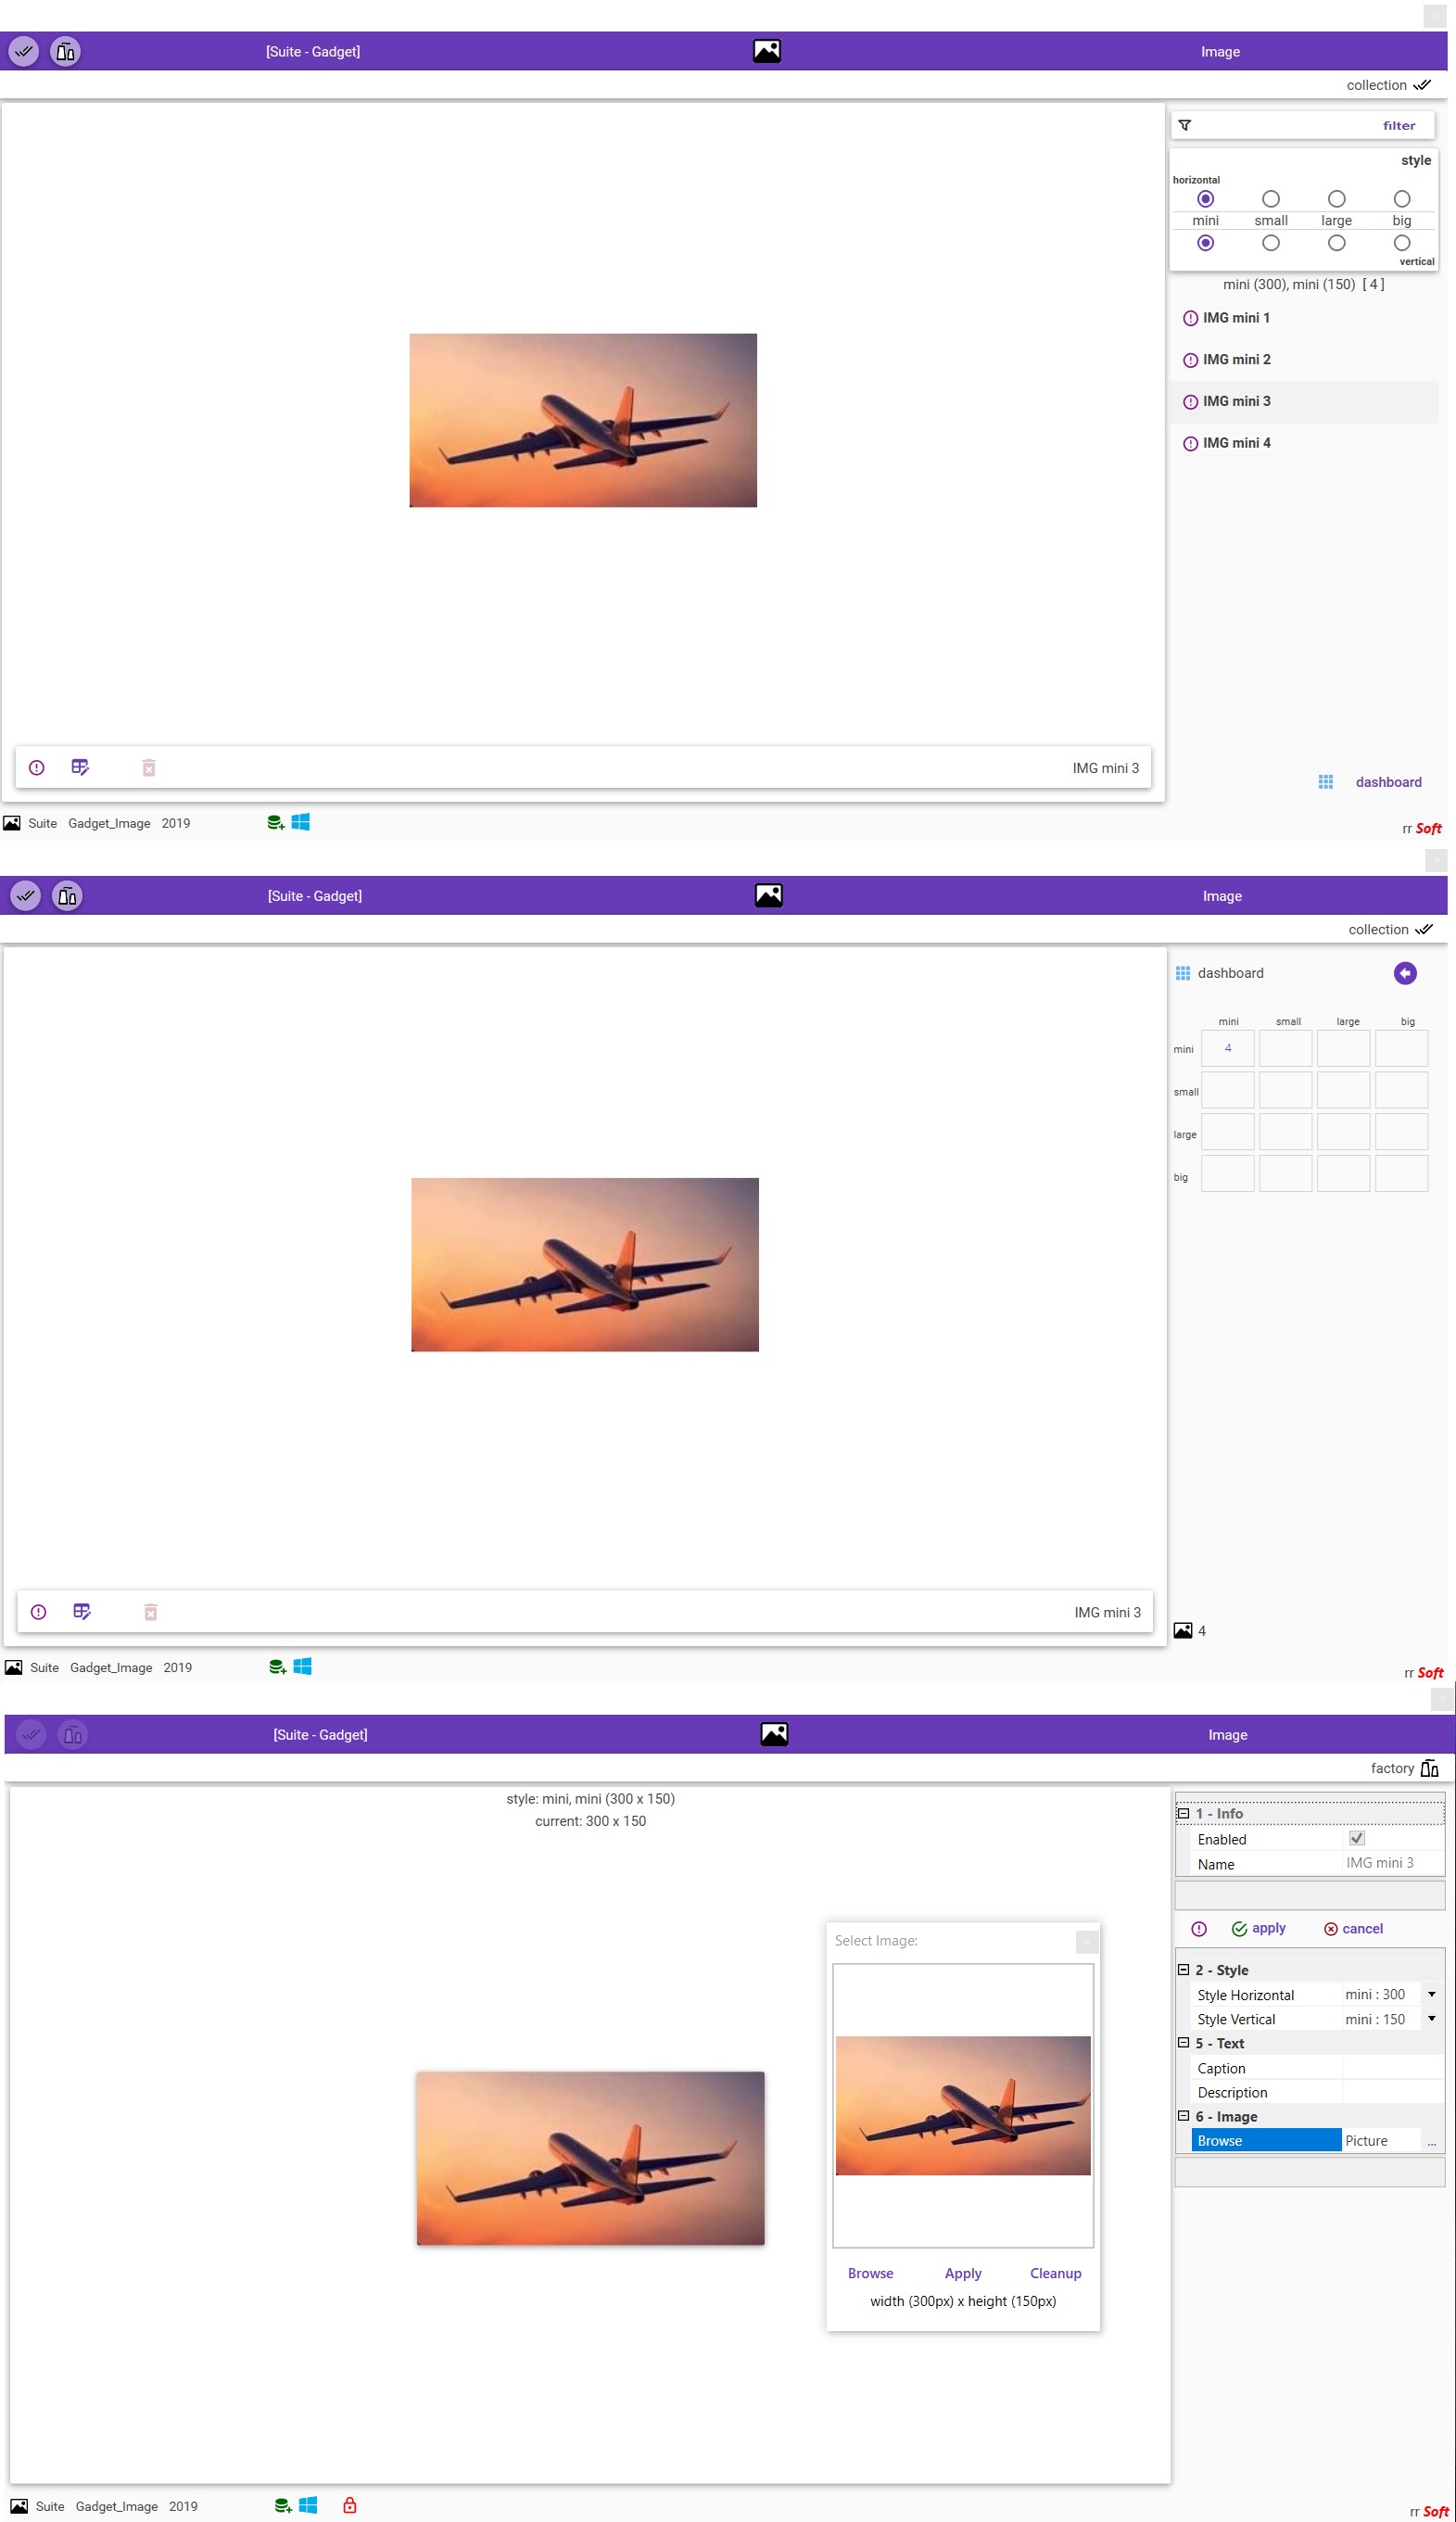 [Suite - Gadget] Image
collection
filter
style
horizontal
mini small large big
vertical
mini (300), mini (150) [ 4 ]
IMG mini 1
IMG mini 2
IMG mini 3
IMG mini 4
IMG mini 3
dashboard
Suite Gadget_Image 2019
rr Soft
[Suite - Gadget] Image
collection
dashboard
mini small large big
mini 4
small
large
big
IMG mini 3
4
Suite Gadget_Image 2019
rr Soft
[Suite - Gadget] Image
factory
style: mini, mini (300 x 150)
current: 300 x 150
1 - Info
Enabled
Name IMG mini 3
apply cancel
2 - Style
Style Horizontal mini : 300
Style Vertical mini : 150
5 - Text
Caption
Description
6 - Image
Browse Picture ...
Select Image:
Browse Apply Cleanup
width (300px) x height (150px)
Suite Gadget_Image 2019
rr Soft